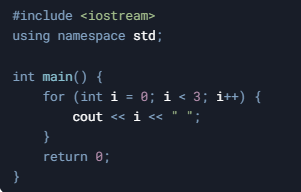 #include <iostream>
using namespace std;

int main() {
    for (int i = 0; i < 3; i++) {
        cout << i << " ";
    }
    return 0;
}